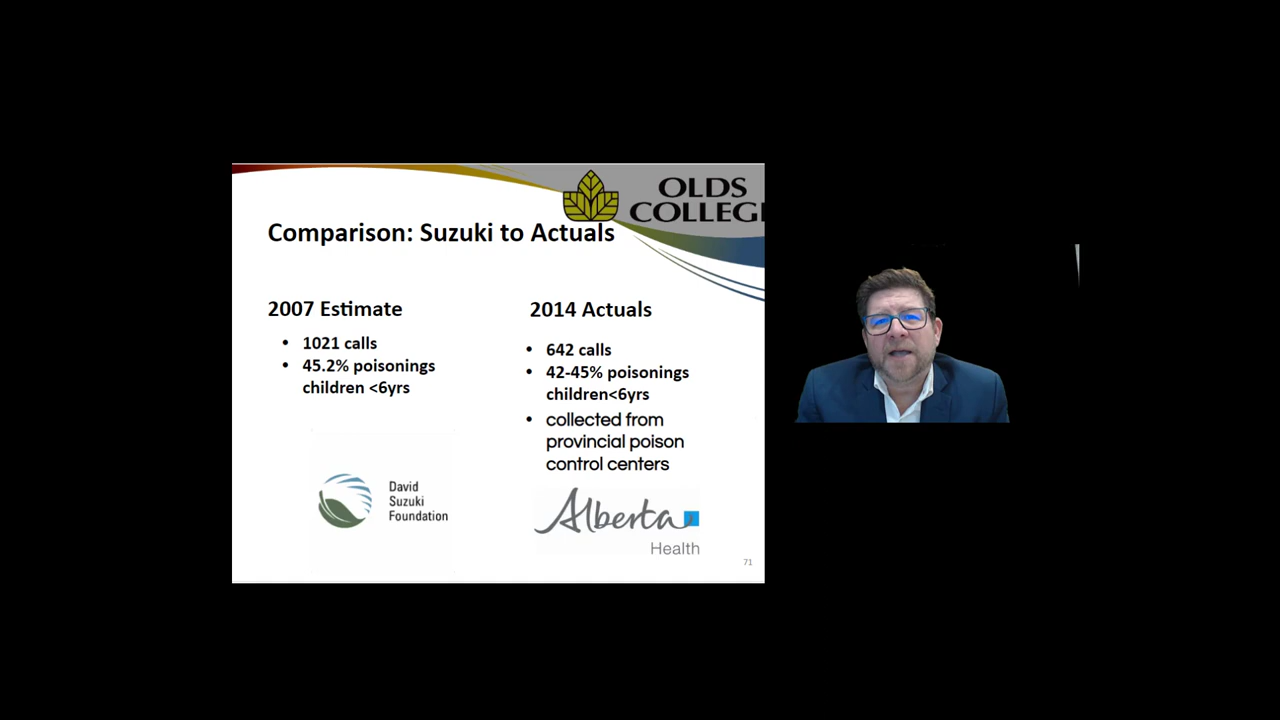 OLDS
COLLEGE
Comparison: Suzuki to Actuals
2007 Estimate
• 1021 calls
• 45.2% poisonings
children <6yrs
David
Suzuki
Foundation
2014 Actuals
• 642 calls
• 42-45% poisonings
children<6yrs
• collected from
provincial poison
control centers
Alberta
Health
71